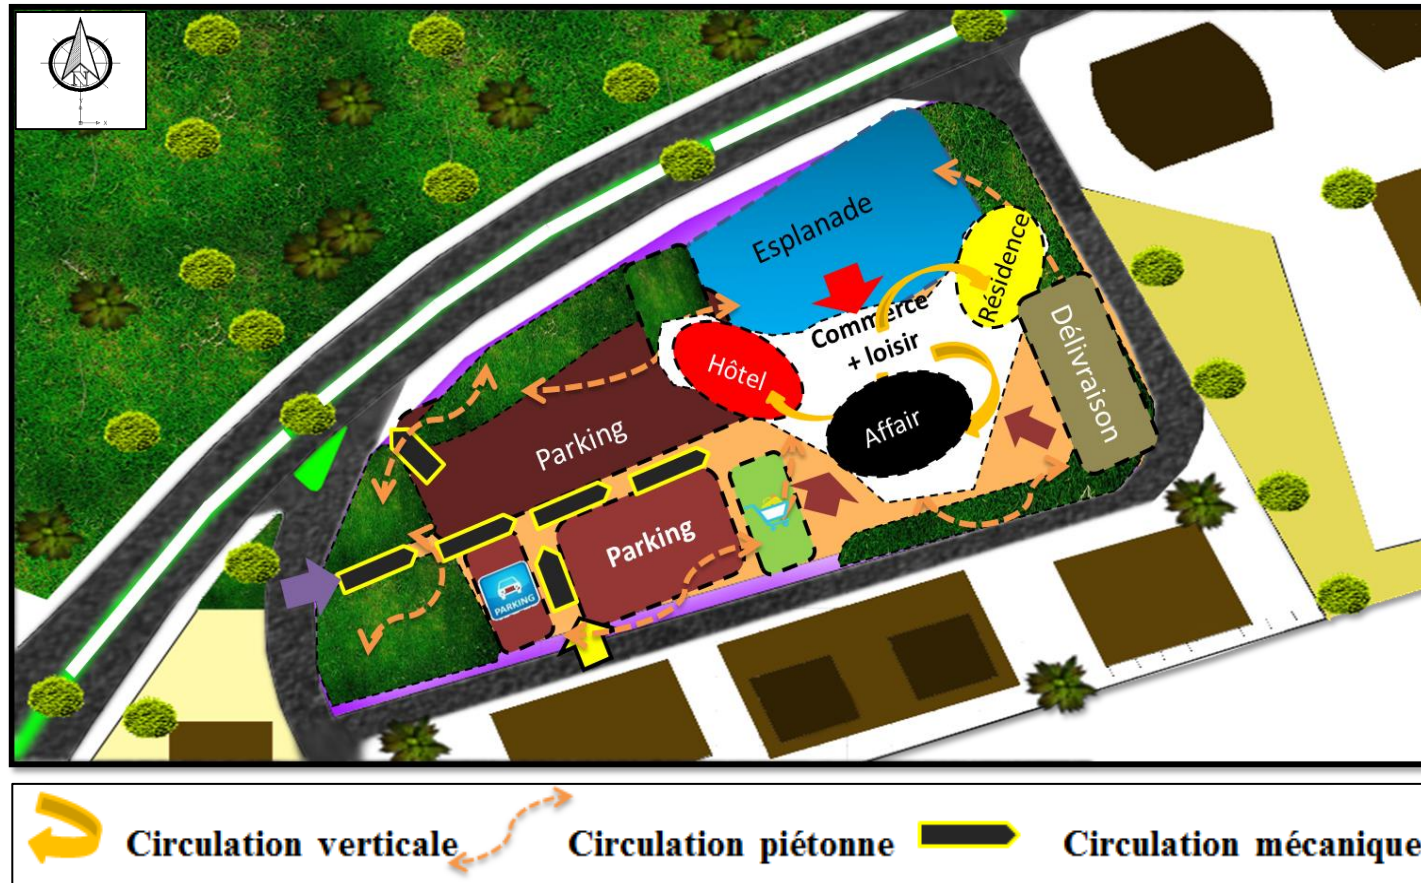 N
Y
X
Esplanade
Résidence
Commerce
+ loisir
Délivraison
Hôtel
Affair
Parking
Parking
PARKING
Circulation verticale
Circulation piétonne
Circulation mécanique